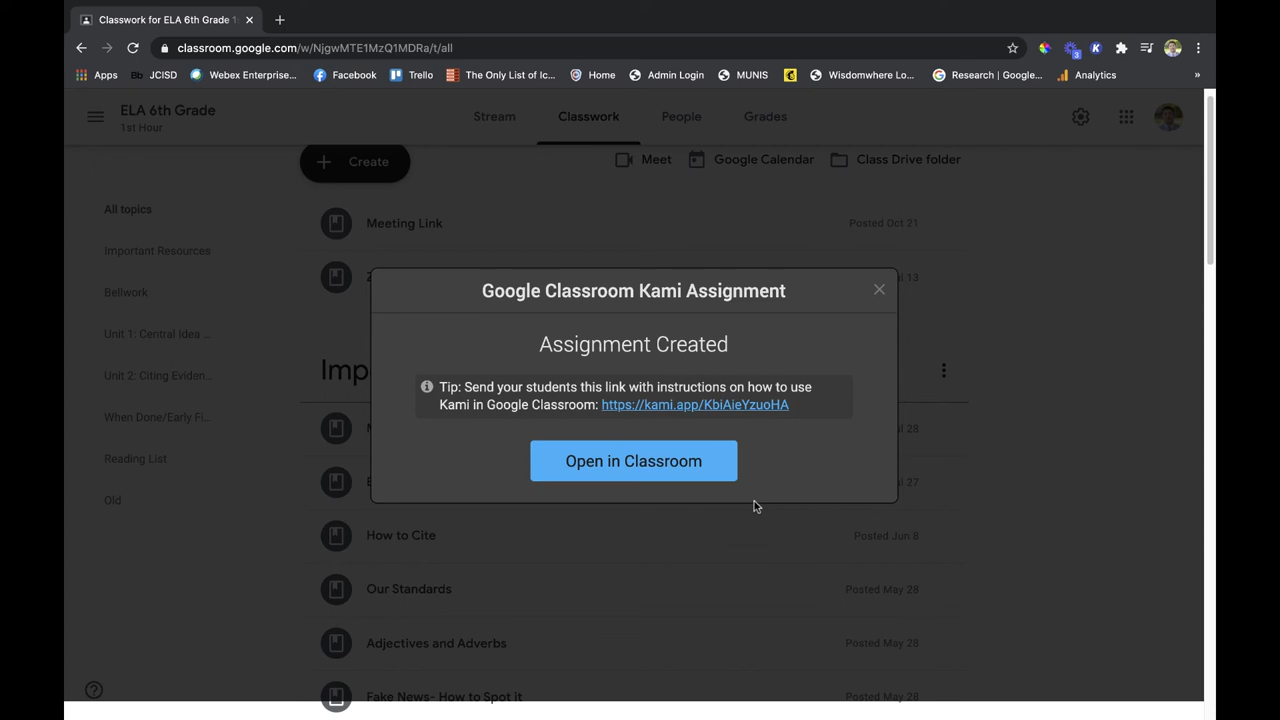 Classwork for ELA 6th Grade 1
classroom.google.com/w/NjgwMTE1MzQ1MDRa/t/all
3
Apps
Bb JCISD
Webex Enterprise...
Facebook
Trello
The Only List of Ic...
Home
Admin Login
MUNIS
Wisdomwhere Lo...
Research | Google...
Analytics
»
ELA 6th Grade
1st Hour
Stream
Classwork
People
Grades
Create
Meet
Google Calendar
Class Drive folder
All topics
Important Resources
Bellwork
Unit 1: Central Idea ...
Unit 2: Citing Eviden...
When Done/Early Fi...
Reading List
Old
Meeting Link
Posted Oct 21
13
Google Classroom Kami Assignment
Assignment Created
Tip: Send your students this link with instructions on how to use
Kami in Google Classroom: https://kami.app/KbiAieYzuoHA
Open in Classroom
28
27
How to Cite
Posted Jun 8
Our Standards
Posted May 28
Adjectives and Adverbs
Posted May 28
Fake News- How to Spot it
Posted May 28